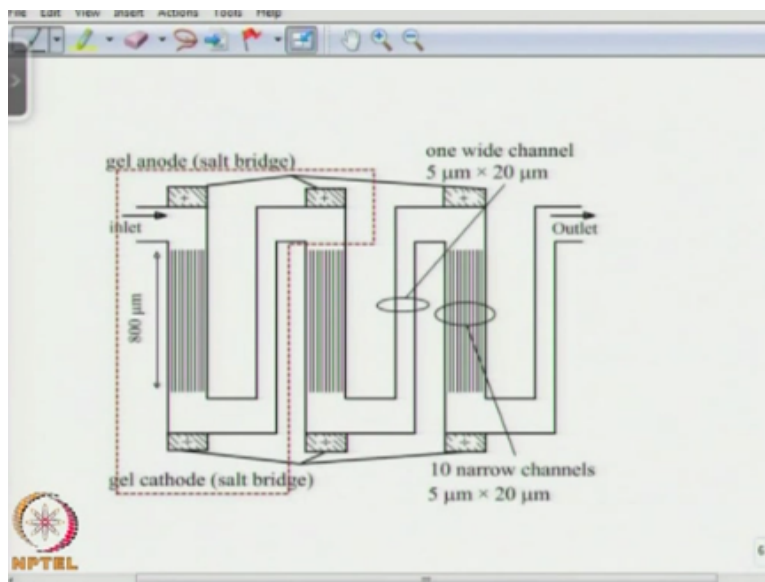 File Edit View Insert Actions Tools Help
gel anode (salt bridge)
one wide channel
5 μm × 20 μm
inlet
Outlet
800 μm
gel cathode (salt bridge)
10 narrow channels
5 μm × 20 μm
NPTEL
6